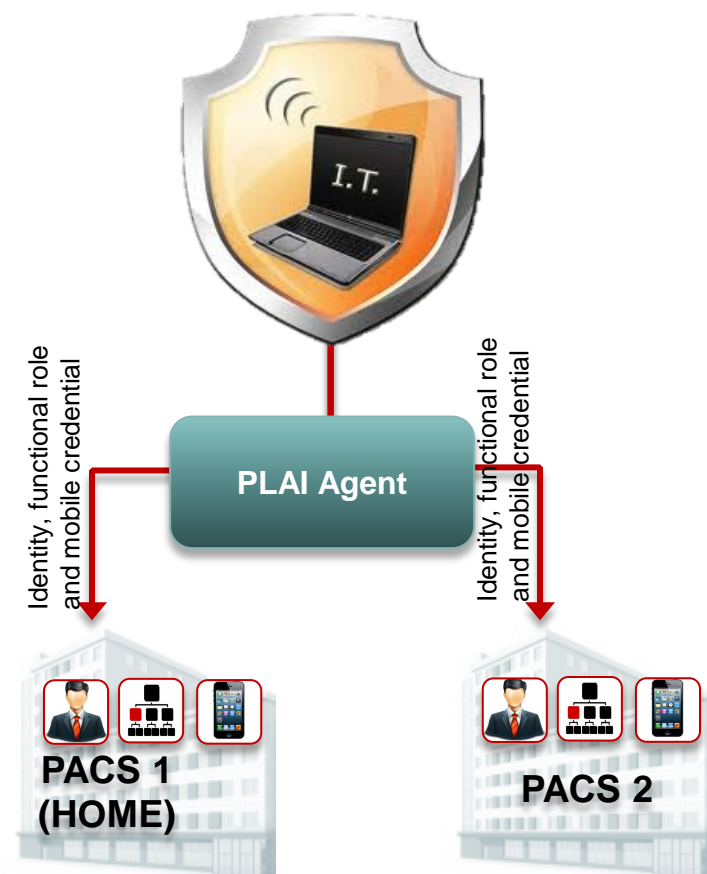 I.T.
Identity, functional role
and mobile credential
PLAI Agent
Identity, functional role
and mobile credential
PACS 1
(HOME)
PACS 2